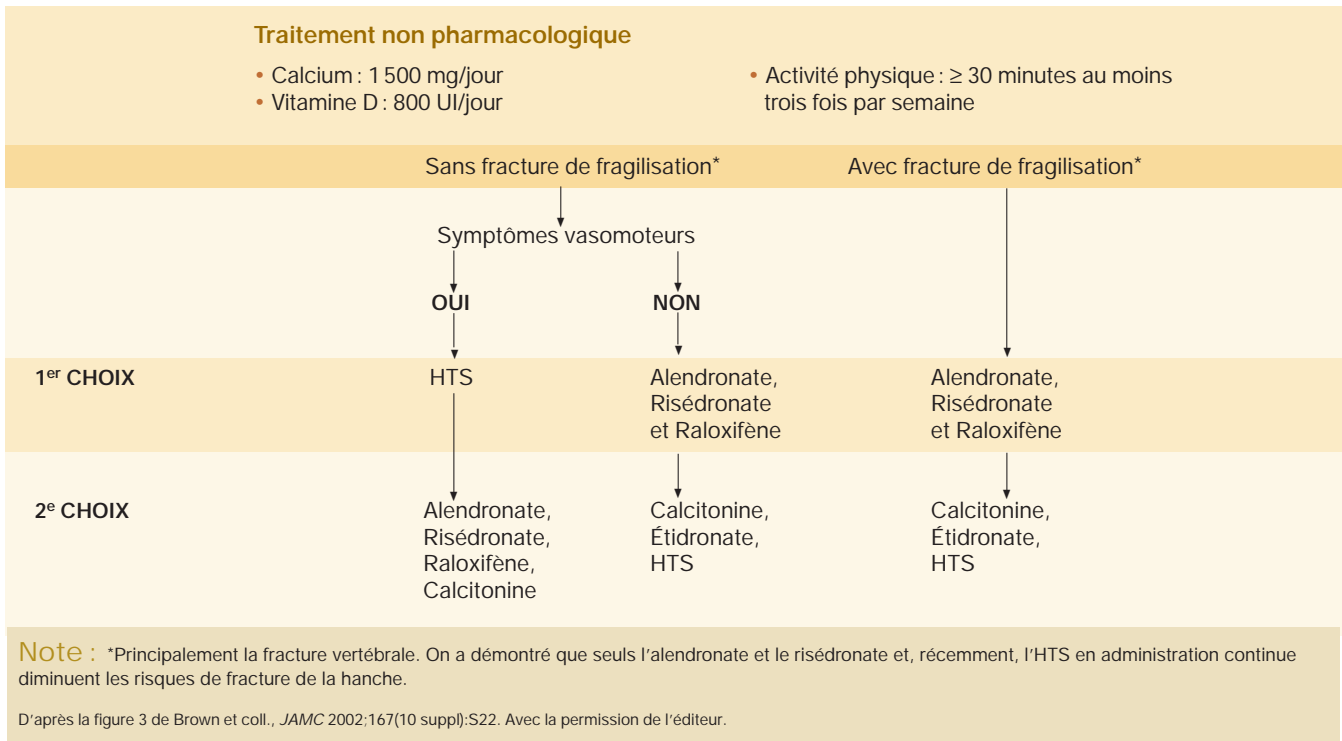 Traitement non pharmacologique
• Calcium : 1 500 mg/jour
• Vitamine D : 800 UI/jour
• Activité physique : ≥ 30 minutes au moins
trois fois par semaine
Sans fracture de fragilisation*
Avec fracture de fragilisation*
Symptômes vasomoteurs
OUI
NON
1er CHOIX
HTS
Alendronate,
Risédronate
et Raloxifène
Alendronate,
Risédronate
et Raloxifène
2e CHOIX
Alendronate,
Risédronate,
Raloxifène,
Calcitonine
Calcitonine,
Étidronate,
HTS
Calcitonine,
Étidronate,
HTS
Note : *Principalement la fracture vertébrale. On a démontré que seuls l'alendronate et le risédronate et, récemment, l'HTS en administration continue
diminuent les risques de fracture de la hanche.
D'après la figure 3 de Brown et coll., JAMC 2002;167(10 suppl):S22. Avec la permission de l'éditeur.